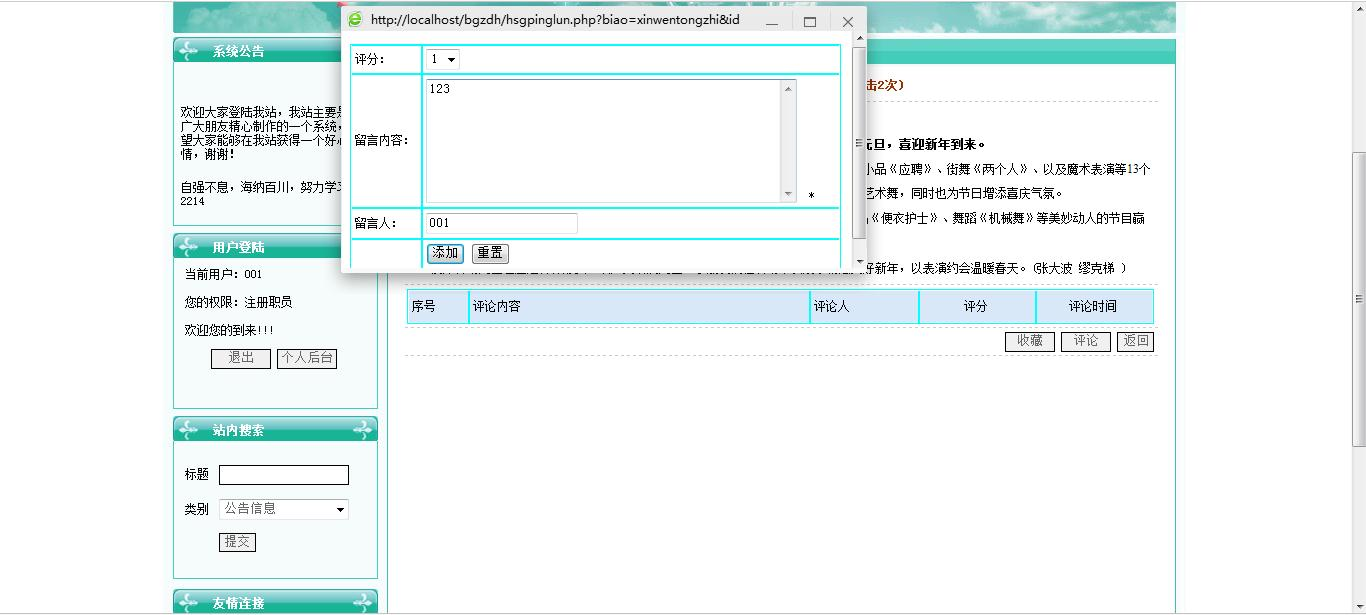 http://localhost/bgzdh/hsgpinglun.php?biao=xinwentongzhi&id
评分：
1
留言内容：
123
*
留言人：
001
添加
重置
系统公告
欢迎大家登陆我站，我站主要是
广大朋友精心制作的一个系统，
望大家能够在我站获得一个好心
情，谢谢！
自强不息，海纳百川，努力学习
2214
用户登陆
当前用户：001
您的权限：注册职员
欢迎您的到来!!!
退出
个人后台
站内搜索
标题
类别
公告信息
提交
友情连接
击2次）
元旦，喜迎新年到来。
小品《应聘》、街舞《两个人》、以及魔术表演等13个
艺术舞，同时也为节日增添喜庆气氛。
《便衣护士》、舞蹈《机械舞》等美妙动人的节目巅
好新年，以表演约会温暖春天。（张大波 缪克梯 ）
序号 评论内容 评论人 评分 评论时间
收藏
评论
返回